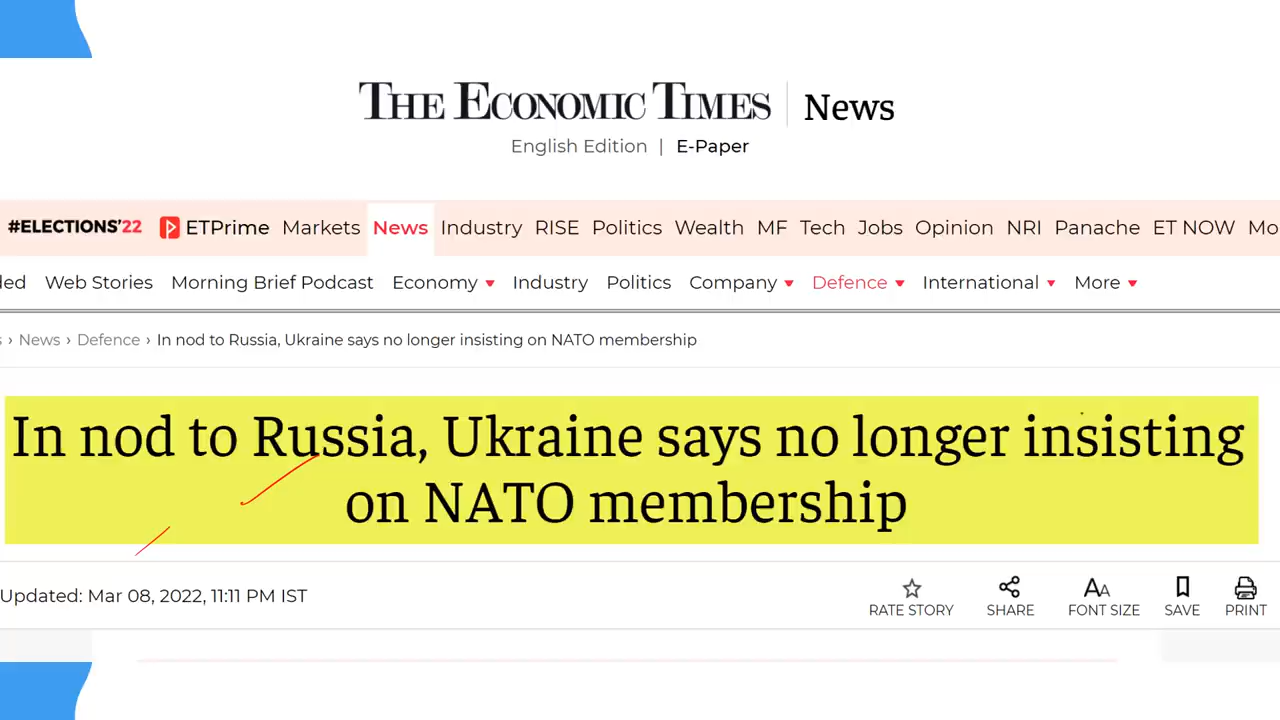 THE ECONOMIC TIMES | News
English Edition | E-Paper
#ELECTIONS'22 ETPrime Markets News Industry RISE Politics Wealth MF Tech Jobs Opinion NRI Panache ET NOW
Web Stories Morning Brief Podcast Economy Industry Politics Company Defence International More
› News › Defence › In nod to Russia, Ukraine says no longer insisting on NATO membership
In nod to Russia, Ukraine says no longer insisting
on NATO membership
Updated: Mar 08, 2022, 11:11 PM IST
RATE STORY SHARE FONT SIZE SAVE PRINT